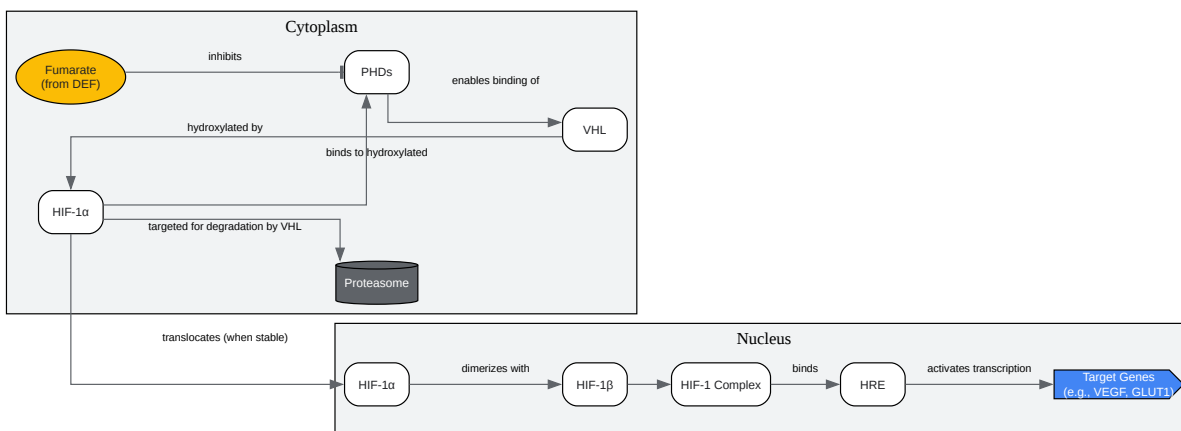 Cytoplasm
inhibits
Fumarate
(from DEF)
PHDs
enables binding of
VHL
hydroxylated by
binds to hydroxylated
HIF-1α
targeted for degradation by VHL
Proteasome
translocates (when stable)
Nucleus
HIF-1α
dimerizes with
HIF-1β
HIF-1 Complex
binds
HRE
activates transcription
Target Genes
(e.g., VEGF, GLUT1)